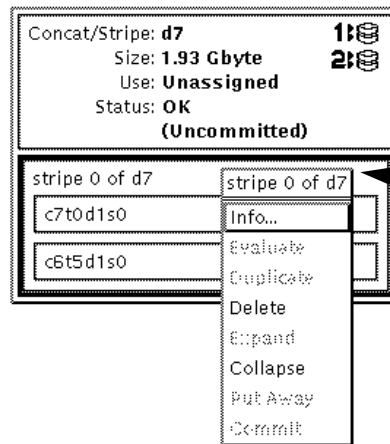 Concat/Stripe: d7
Size: 1.93 Gbyte
Use: Unassigned
Status: OK
(Uncommitted)
1
2
stripe 0 of d7
c7t0d1s0
c6t5d1s0
stripe 0 of d7
Info...
Evaluate
Duplicate
Delete
Expand
Collapse
Put Away
Commit